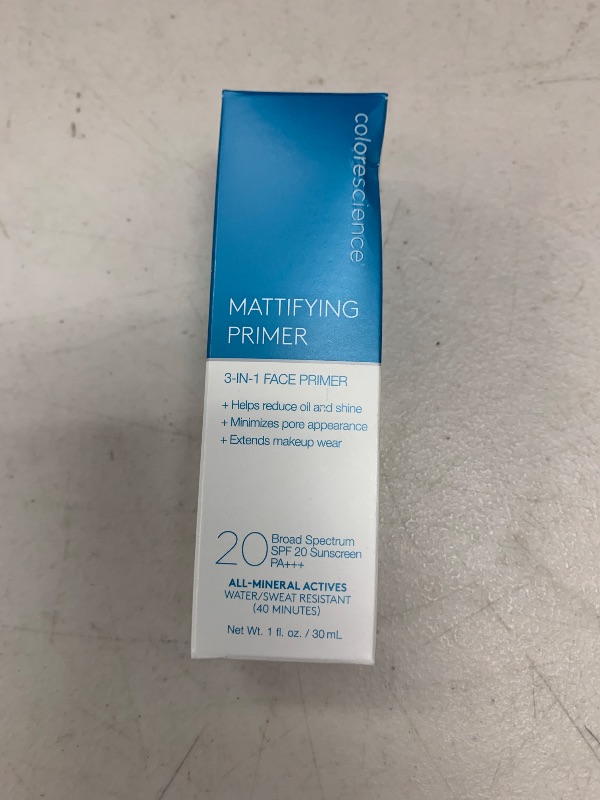 colorescience®
MATTIFYING
PRIMER
3-IN-1 FACE PRIMER
+ Helps reduce oil and shine
+ Minimizes pore appearance
+ Extends makeup wear
20 Broad Spectrum
SPF 20 Sunscreen
PA+++
ALL-MINERAL ACTIVES
WATER/SWEAT RESISTANT
(40 MINUTES)
Net Wt. 1 fl. oz. / 30 mL